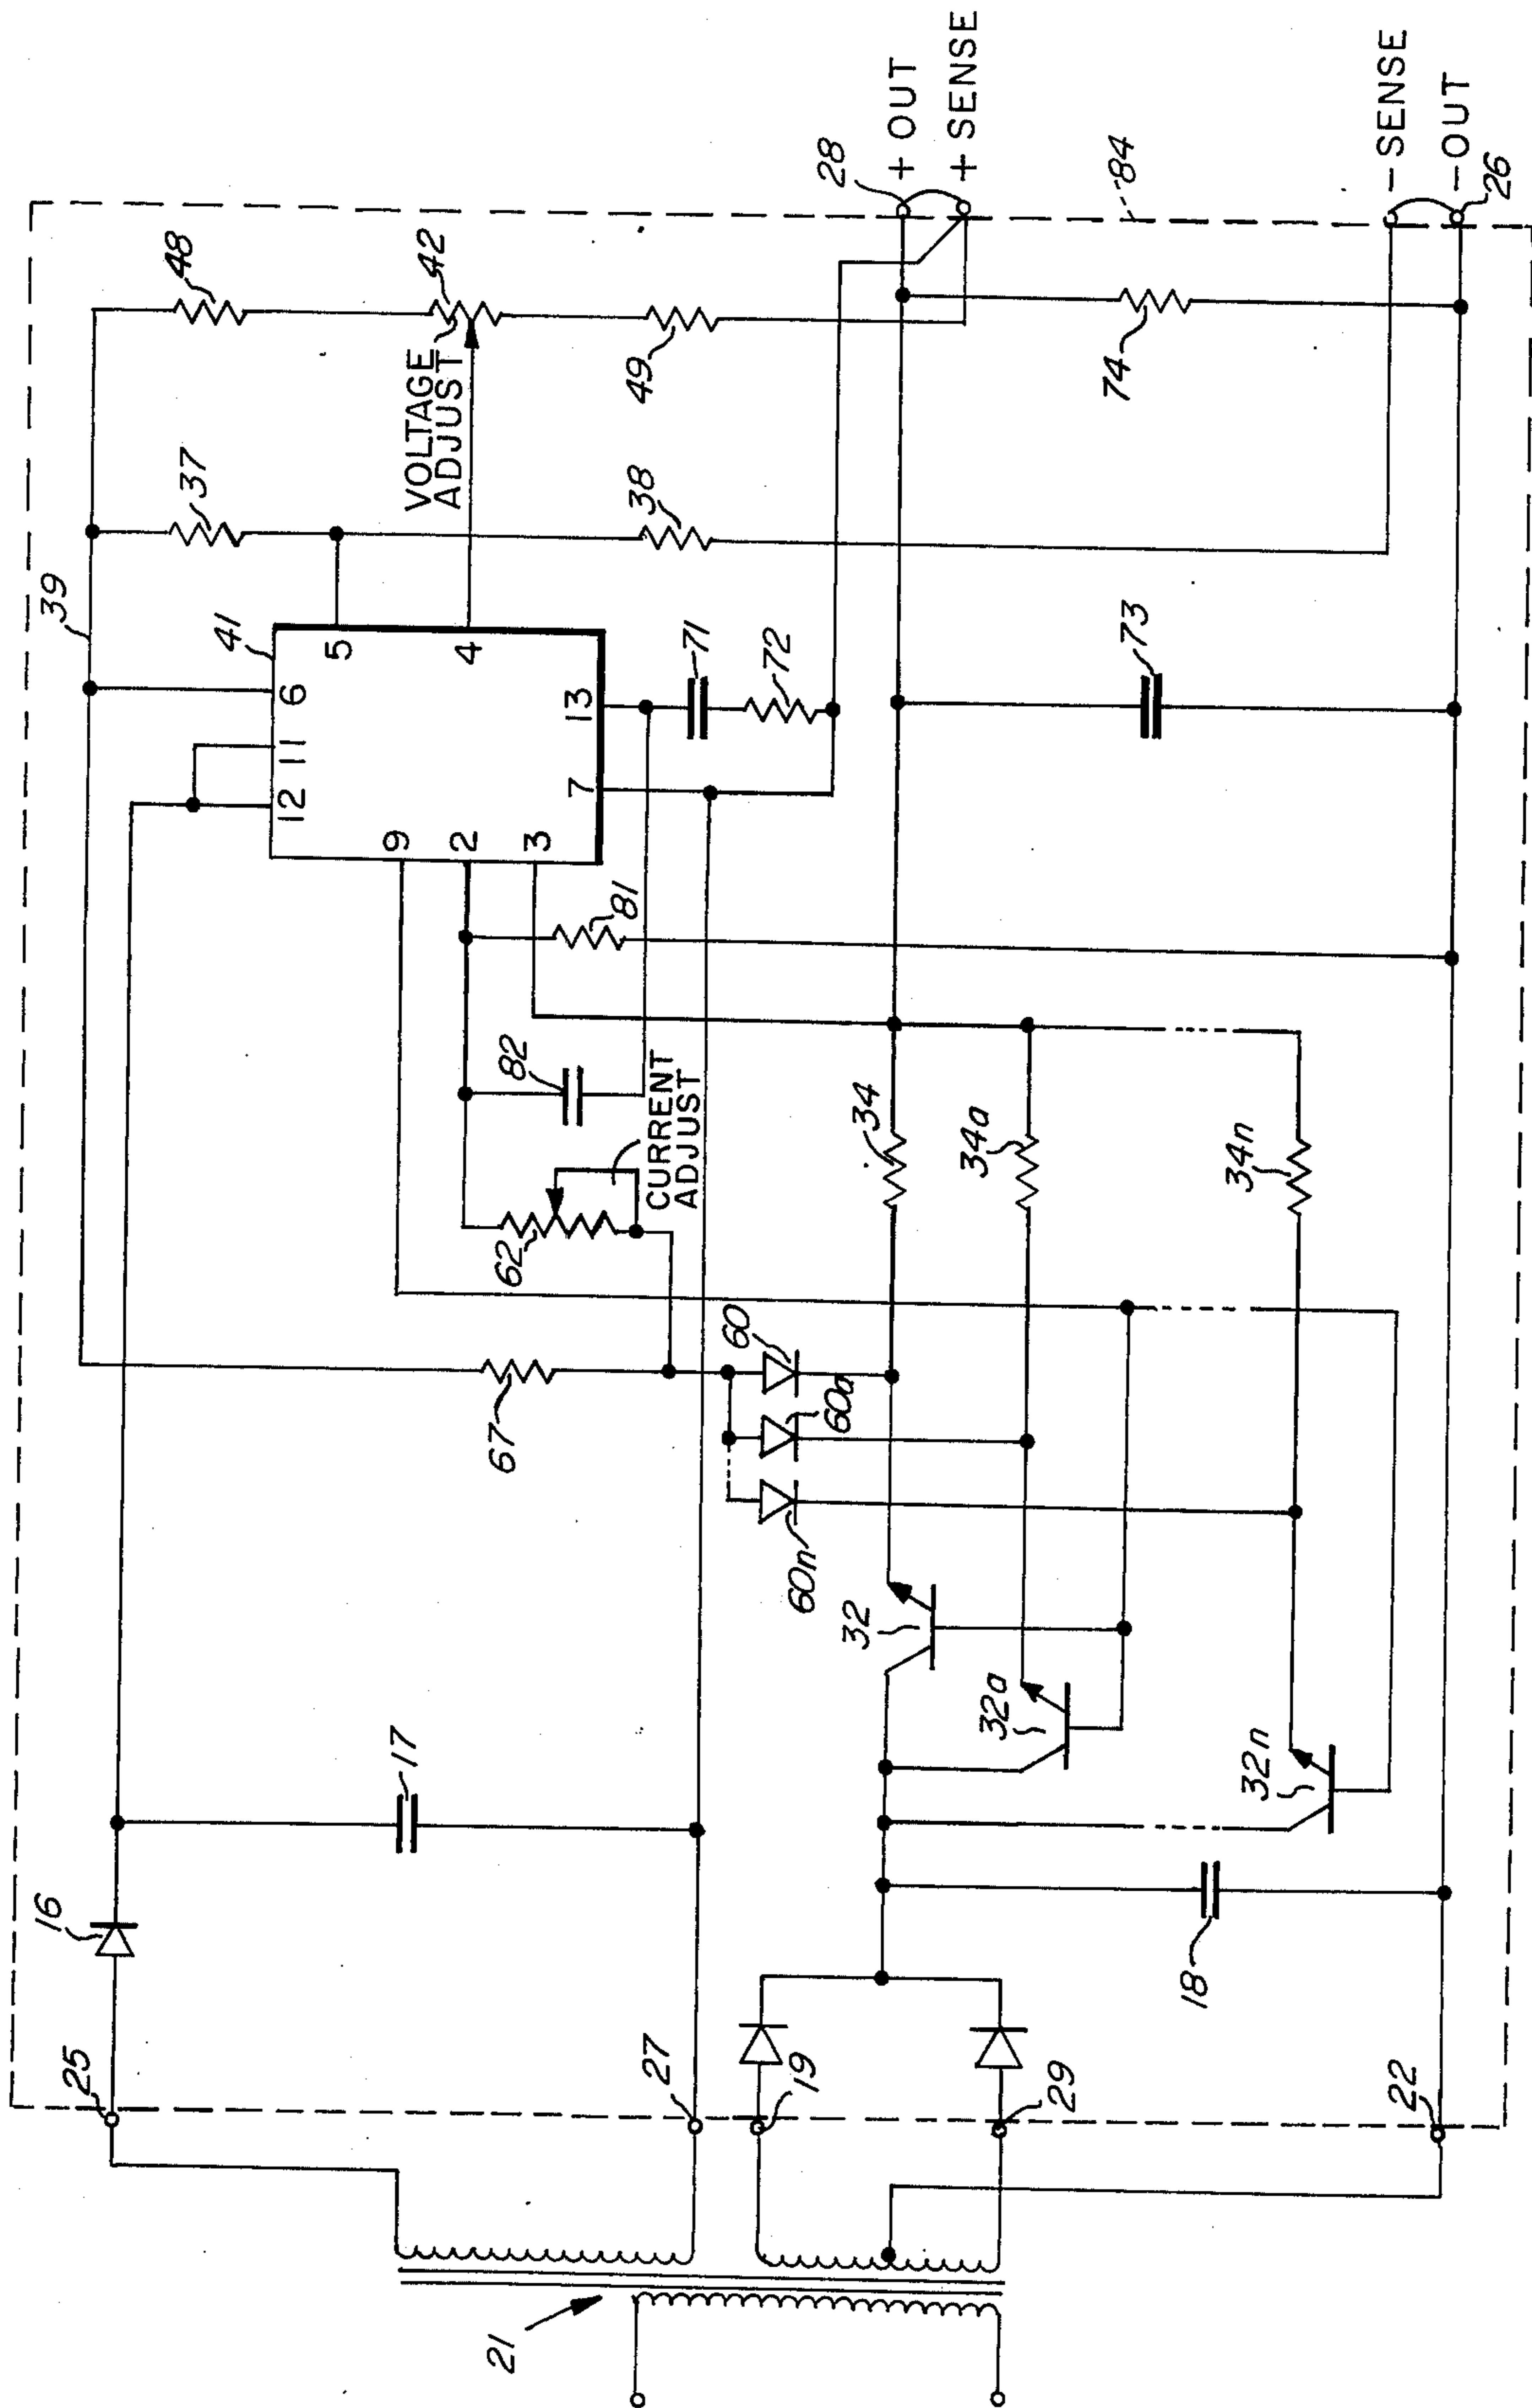 39
41
6
11
12
5
4
9
2
3
7
13
37
48
42
VOLTAGE
ADJUST
49
38
28
+ OUT
+ SENSE
84
- SENSE
- OUT
26
71
72
73
74
81
82
CURRENT
ADJUST
62
67
34
34a
34n
60
60a
60n
32
32a
32n
16
17
18
25
27
19
29
22
21